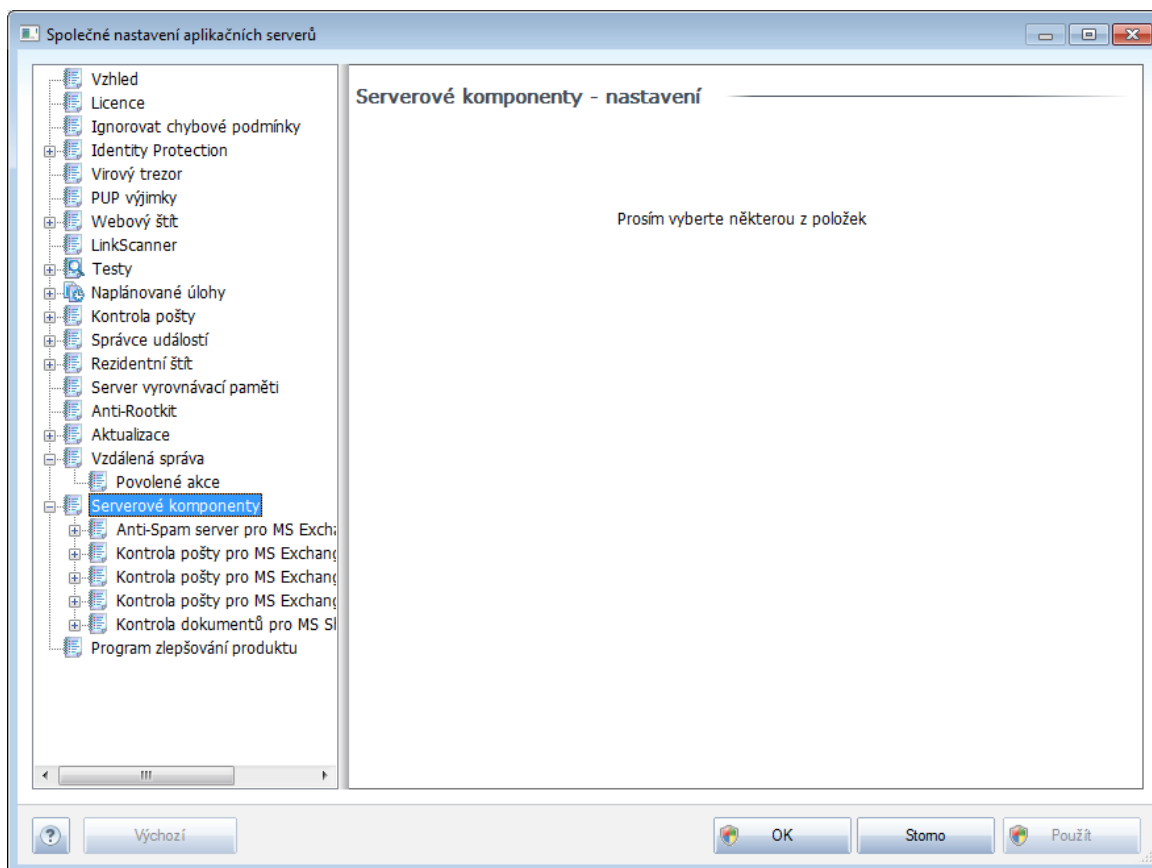 Společné nastavení aplikačních serverů
Vzhled
Licence
Ignorovat chybové podmínky
Identity Protection
Virový trezor
PUP výjimky
Webový štít
LinkScanner
Testy
Naplánované úlohy
Kontrola pošty
Správce událostí
Rezidentní štít
Server vyrovnávací paměti
Anti-Rootkit
Aktualizace
Vzdálená správa
Povolené akce
Serverové komponenty
Anti-Spam server pro MS Excha
Kontrola pošty pro MS Exchang
Kontrola pošty pro MS Exchang
Kontrola pošty pro MS Exchang
Kontrola dokumentů pro MS Sh
Program zlepšování produktu
Serverové komponenty - nastavení
Prosím vyberte některou z položek
Výchozí
OK
Storno
Použít